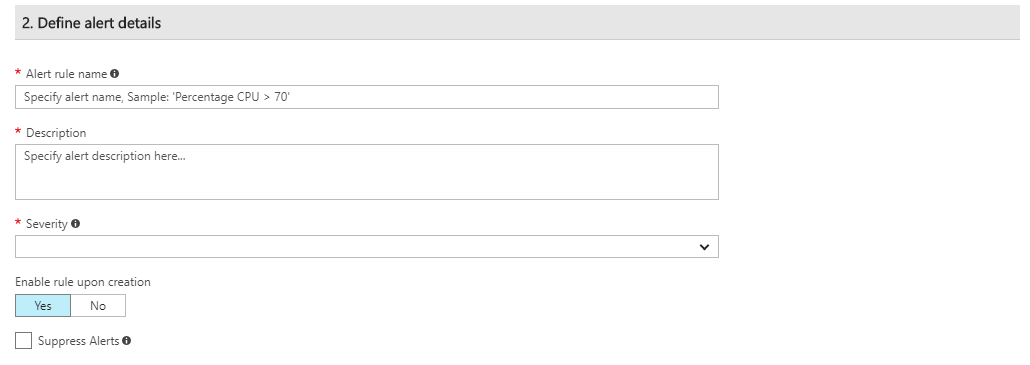 2. Define alert details
* Alert rule name
Specify alert name, Sample: 'Percentage CPU > 70'
* Description
Specify alert description here...
* Severity
Enable rule upon creation
Yes No
Suppress Alerts